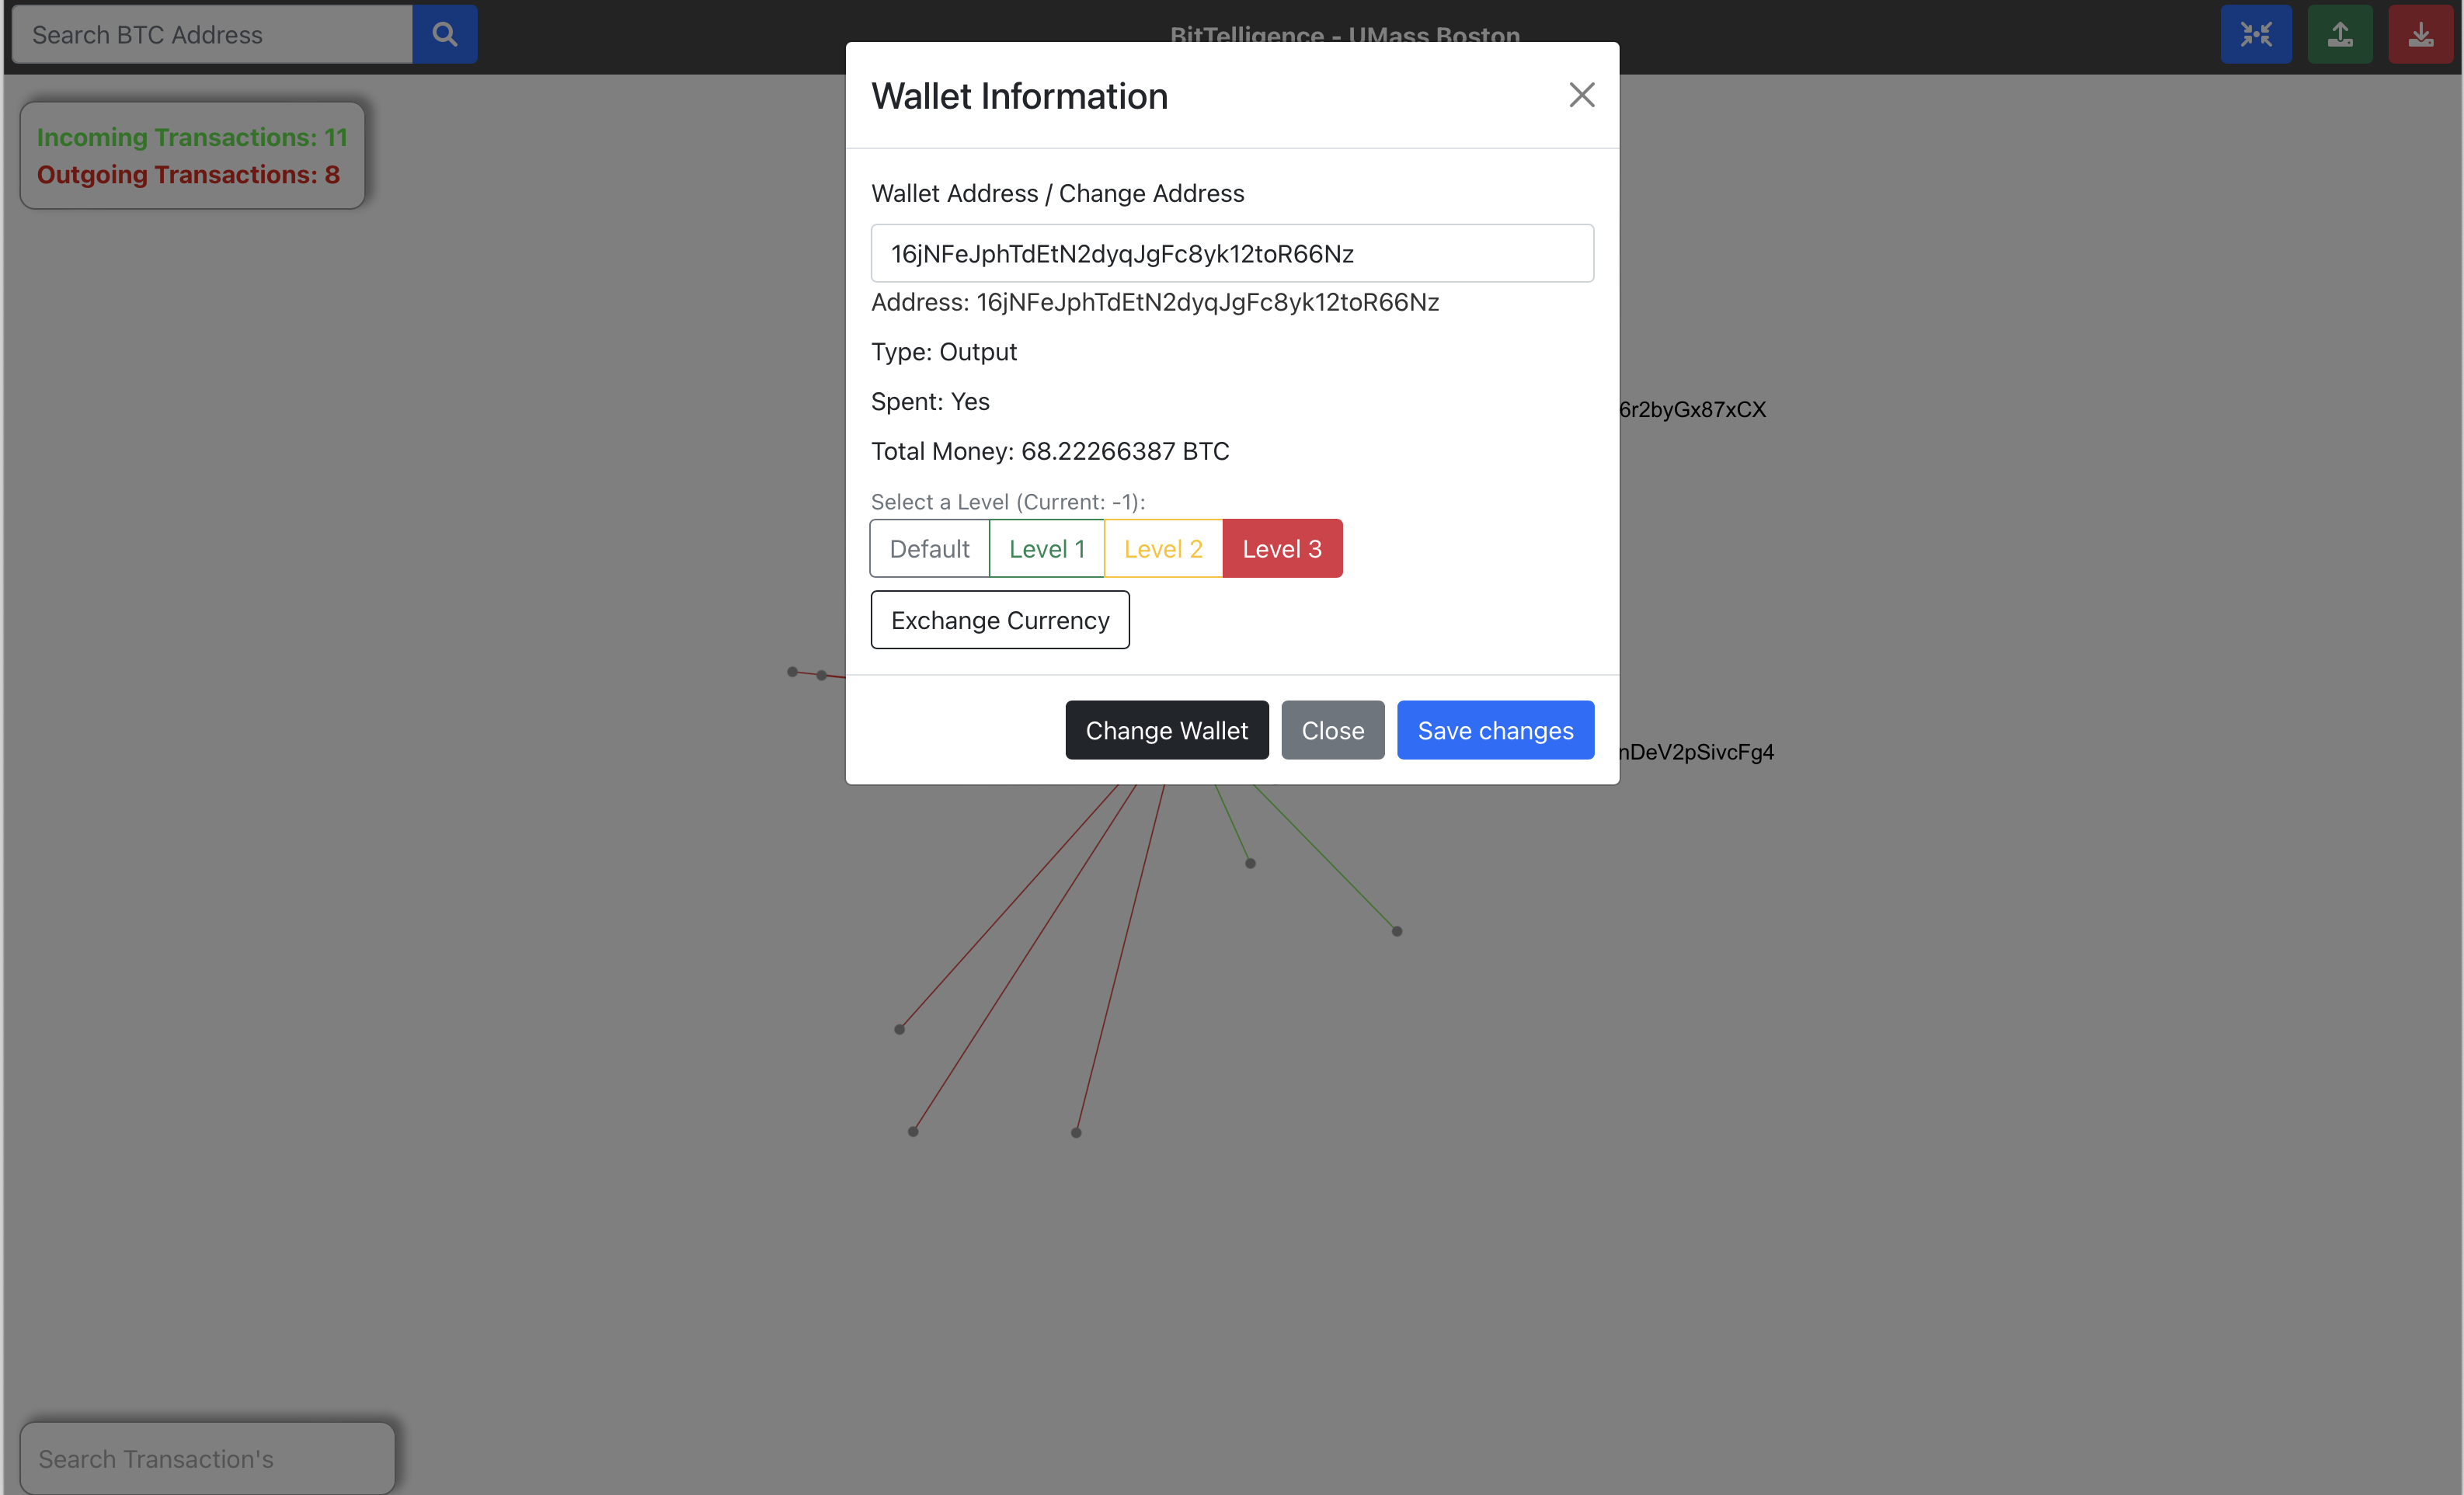 Search BTC Address
BitTelligence - UMass Boston
Incoming Transactions: 11
Outgoing Transactions: 8
Wallet Information
Wallet Address / Change Address
16jNFeJphTdEtN2dyqJgFc8yk12toR66Nz
Address: 16jNFeJphTdEtN2dyqJgFc8yk12toR66Nz
Type: Output
Spent: Yes
Total Money: 68.22266387 BTC
Select a Level (Current: -1):
Default Level 1 Level 2 Level 3
Exchange Currency
Change Wallet Close Save changes
6r2byGx87xCX
nDeV2pSivcFg4
Search Transaction's